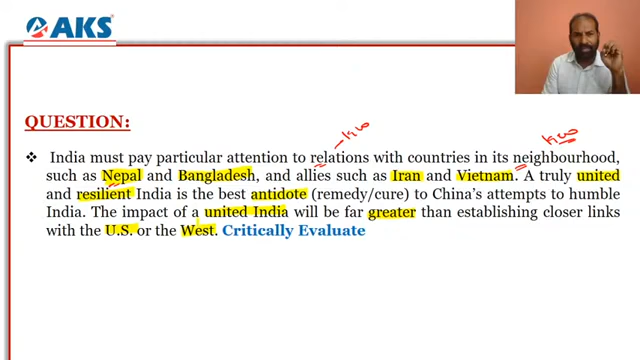 AKS
QUESTION:
❖ India must pay particular attention to relations with countries in its neighbourhood,
such as Nepal and Bangladesh, and allies such as Iran and Vietnam. A truly united
and resilient India is the best antidote (remedy/cure) to China's attempts to humble
India. The impact of a united India will be far greater than establishing closer links
with the U.S. or the West. Critically Evaluate